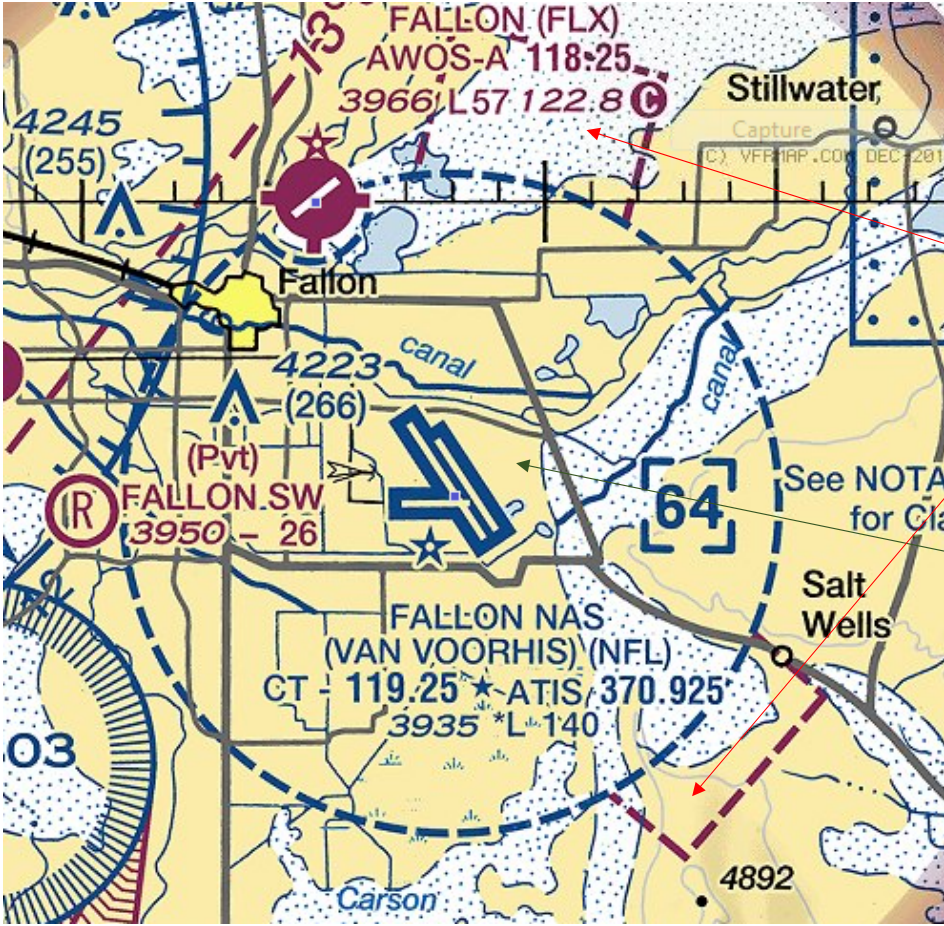 FALLON (FLX)
AWOS-A 118.25
3966 L57 122.8 C
13
Stillwater
Capture
(C) VFRMAP.COM DEC 201
4245
(255)
Fallon
canal
canal
4223
(266)
(Pvt)
R FALLON SW
3950 - 26
64
See NOTA
for Cla
Salt
Wells
FALLON NAS
(VAN VOORHIS) (NFL)
CT - 119.25 ★ ATIS 370.925
3935 *L 140
03
4892
Carson